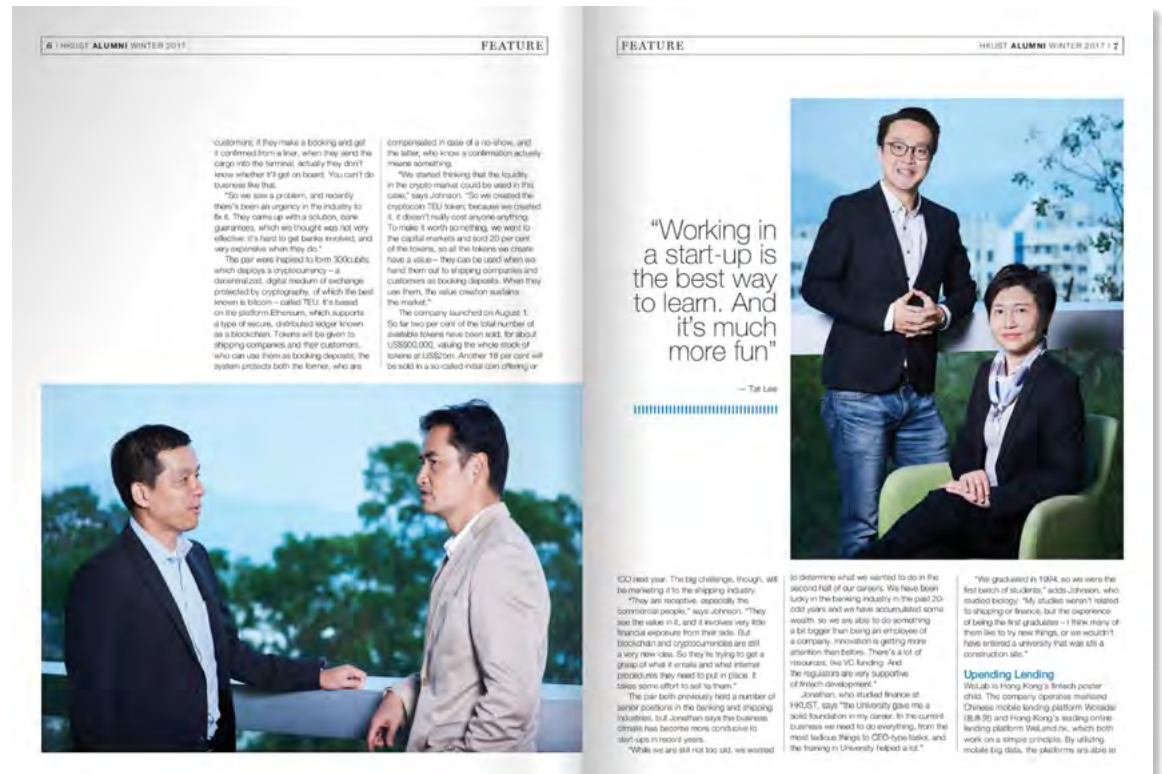 6 | HKUST ALUMNI WINTER 2017
FEATURE
customers; if they make a booking and get
it confirmed from a liner, when they send the
cargo into the terminal, actually they don't
know whether it'll get on board. You can't do
business like that.
"So we saw a problem, and recently
there's been an urgency in the industry to
fix it. They came up with a solution, bank
guarantees, which we thought was not very
effective: it's hard to get banks involved, and
very expensive when they do."
The pair were inspired to form 300cubits,
which deploys a cryptocurrency – a
decentralized, digital medium of exchange
protected by cryptography, of which the best
known is bitcoin – called TEU. It's based
on the platform Ethereum, which supports
a type of secure, distributed ledger known
as a blockchain. Tokens will be given to
shipping companies and their customers,
who can use them as booking deposits; the
system protects both the former, who are
compensated in case of a no-show, and
the latter, who know a confirmation actually
means something.
"We started thinking that the liquidity
in the crypto market could be used in this
case," says Johnson. "So we created the
cryptocoin TEU token; because we created
it, it doesn't really cost anyone anything.
To make it worth something, we went to
the capital markets and sold 20 per cent
of the tokens, so all the tokens we create
have a value – they can be used when we
hand them out to shipping companies and
customers as booking deposits. When they
use them, the value creation sustains
the market."
The company launched on August 1.
So far two per cent of the total number of
available tokens have been sold, for about
US$500,000, valuing the whole stock of
tokens at US$25m. Another 18 per cent will
be sold in a so-called initial coin offering or
FEATURE
HKUST ALUMNI WINTER 2017 | 7
"Working in
a start-up is
the best way
to learn. And
it's much
more fun"
— Tat Lee
ICO next year. The big challenge, though, will
be marketing it to the shipping industry.
"They are receptive, especially the
commercial people," says Johnson. "They
see the value in it, and it involves very little
financial exposure from their side. But
blockchain and cryptocurrencies are still
a very new idea. So they're trying to get a
grasp of what it entails and what internal
procedures they need to put in place. It
takes some effort to sell to them."
The pair both previously held a number of
senior positions in the banking and shipping
industries, but Jonathan says the business
climate has become more conducive to
start-ups in recent years.
"While we are still not too old, we wanted
to determine what we wanted to do in the
second half of our careers. We have been
lucky in the banking industry in the past 20-
odd years and we have accumulated some
wealth, so we are able to do something
a bit bigger than being an employee of
a company. Innovation is getting more
attention than before. There's a lot of
resources, like VC funding. And
the regulators are very supportive
of fintech development."
Jonathan, who studied finance at
HKUST, says "the University gave me a
solid foundation in my career. In the current
business we need to do everything, from the
most tedious things to CEO-type tasks, and
the training in University helped a lot."
"We graduated in 1994, so we were the
first batch of students," adds Johnson, who
studied biology. "My studies weren't related
to shipping or finance, but the experience
of being the first graduates – I think many of
them like to try new things, or we wouldn't
have entered a university that was still a
construction site."
Upending Lending
WeLab is Hong Kong's fintech poster
child. The company operates mainland
Chinese mobile lending platform Wolaidai
and Hong Kong's leading online
lending platform WeLend.hk, which both
work on a simple principle. By utilizing
mobile big data, the platforms are able to